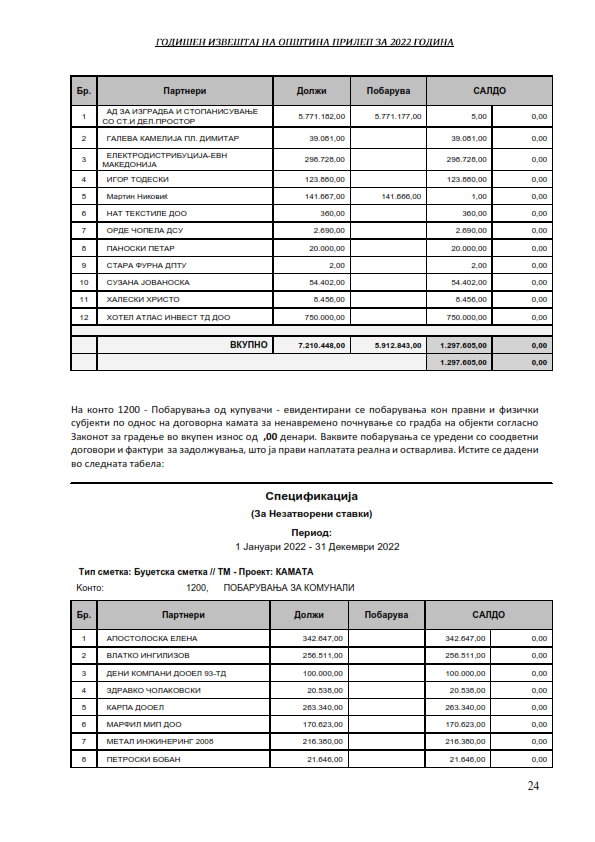 ГОДИШЕН ИЗВЕШТАЈ НА ОПШТИНА ПРИЛЕП ЗА 2022 ГОДИНА
Бр. Партнери Должи Побарува САЛДО
1 АД ЗА ИЗГРАДБА И СТОПАНИСУВАЊЕ СО СТ.И ДЕЛ.ПРОСТОР 5.771.182,00 5.771.177,00 5,00 0,00
2 ГАЛЕВА КАМЕЛИЈА ПЛ. ДИМИТАР 39.061,00 39.061,00 0,00
3 ЕЛЕКТРОДИСТРИБУЦИЈА-ЕВН МАКЕДОНИЈА 298.728,00 298.728,00 0,00
4 ИГОР ТОДЕСКИ 123.880,00 123.880,00 0,00
5 Мартин Никовиќ 141.667,00 141.666,00 1,00 0,00
6 НАТ ТЕКСТИЛЕ ДОО 360,00 360,00 0,00
7 ОРДЕ ЧОПЕЛА ДСУ 2.690,00 2.690,00 0,00
8 ПАНОСКИ ПЕТАР 20.000,00 20.000,00 0,00
9 СТАРА ФУРНА ДПТУ 2,00 2,00 0,00
10 СУЗАНА ЈОВАНОСКА 54.402,00 54.402,00 0,00
11 ХАЛЕСКИ ХРИСТО 8.456,00 8.456,00 0,00
12 ХОТЕЛ АТЛАС ИНВЕСТ ТД ДОО 750.000,00 750.000,00 0,00
ВКУПНО 7.210.448,00 5.912.843,00 1.297.605,00 0,00
1.297.605,00 0,00
На конто 1200 - Побарувања од купувачи - евидентирани се побарувања кон правни и физички
субјекти по однос на договорна камата за ненавремено почнување со градба на објекти согласно
Законот за градење во вкупен износ од ,00 денари. Ваквите побарувања се уредени со соодветни
договори и фактури за задолжувања, што ја прави наплатата реална и остварлива. Истите се дадени
во следната табела:
Спецификација
(За Незатворени ставки)
Период:
1 Јануари 2022 - 31 Декември 2022
Тип сметка: Буџетска сметка // ТМ - Проект: КАМАТА
Конто: 1200, ПОБАРУВАЊА ЗА КОМУНАЛИ
Бр. Партнери Должи Побарува САЛДО
1 АПОСТОЛОСКА ЕЛЕНА 342.647,00 342.647,00 0,00
2 ВЛАТКО ИНГИЛИЗОВ 256.511,00 256.511,00 0,00
3 ДЕНИ КОМПАНИ ДООЕЛ 93-ТД 100.000,00 100.000,00 0,00
4 ЗДРАВКО ЧОЛАКОВСКИ 20.538,00 20.538,00 0,00
5 КАРПА ДООЕЛ 263.340,00 263.340,00 0,00
6 МАРФИЛ МИП ДОО 170.623,00 170.623,00 0,00
7 МЕТАЛ ИНЖИНЕРИНГ 2008 216.380,00 216.380,00 0,00
8 ПЕТРОСКИ БОБАН 21.646,00 21.646,00 0,00
24